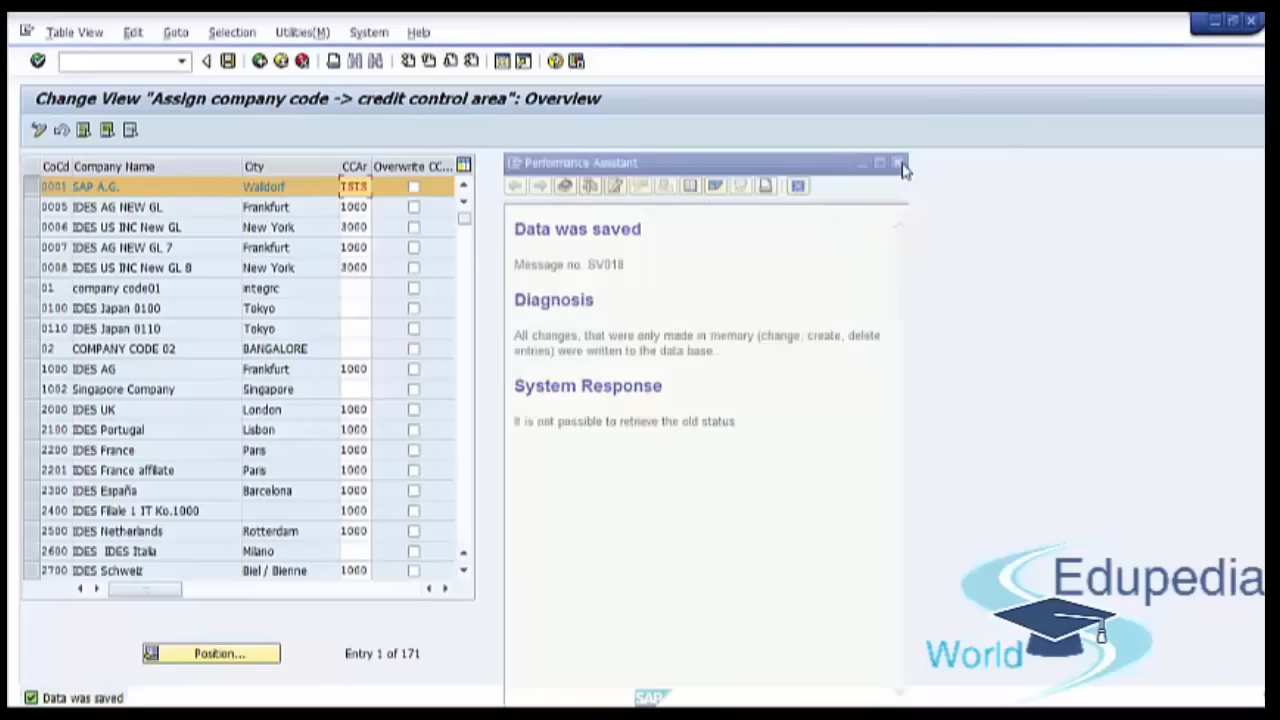 Table View Edit Goto Selection Utilities(M) System Help
Change View "Assign company code -> credit control area": Overview
CoCd Company Name City CCAr Overwrite CC...
0001 SAP A.G. Walldorf TSTS
0005 IDES AG NEW GL Frankfurt 1000
0006 IDES US INC New GL New York 3000
0007 IDES AG NEW GL 7 Frankfurt 1000
0008 IDES US INC New GL 8 New York 3000
01 company code01 integrc
0100 IDES Japan 0100 Tokyo
0110 IDES Japan 0110 Tokyo
02 COMPANY CODE 02 BANGALORE
1000 IDES AG Frankfurt 1000
1002 Singapore Company Singapore
2000 IDES UK London 1000
2100 IDES Portugal Lisbon 1000
2200 IDES France Paris 1000
2201 IDES France affiliate Paris 1000
2300 IDES España Barcelona 1000
2400 IDES Filiale 1 IT Ko.1000 1000
2500 IDES Netherlands Rotterdam 1000
2600 IDES IDES Italia Milano
2700 IDES Schweiz Biel / Bienne 1000
Position...
Entry 1 of 171
Data was saved
Performance Assistant
Data was saved
Message no. SV018
Diagnosis
All changes, that were only made in memory (change, create, delete
entries) were written to the data base..
System Response
It is not possible to retrieve the old status
SAP
Edupedia
World